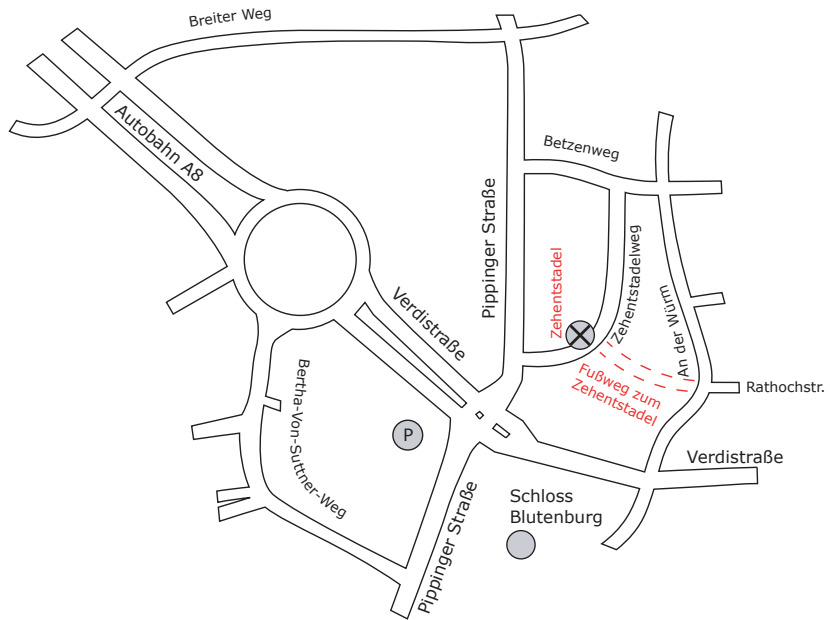 Breiter Weg
Autobahn A8
Betzenweg
Pippinger Straße
Zehentstadel
Zehentstadelweg
An der Würm
Verdistraße
Fußweg zum
Zehentstadel
Rathochstr.
Bertha-Von-Suttner-Weg
P
Verdistraße
Schloss
Blutenburg
Pippinger Straße